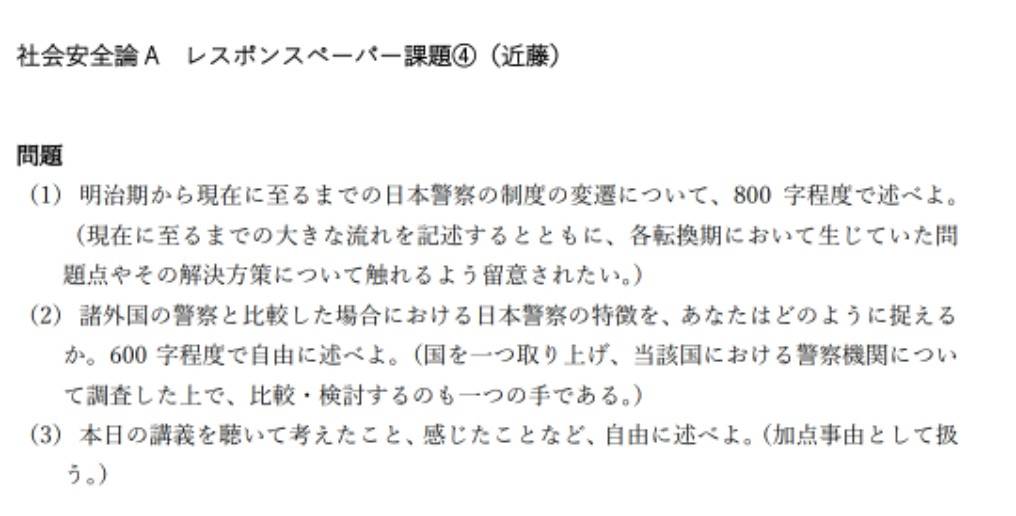 社会安全論 A　レスポンスペーパー課題④（近藤）
問題
（1） 明治期から現在に至るまでの日本警察の制度の変遷について、800 字程度で述べよ。
（現在に至るまでの大きな流れを記述するとともに、各転換期において生じていた問
題点やその解決方策について触れるよう留意されたい。）
（2） 諸外国の警察と比較した場合における日本警察の特徴を、あなたはどのように捉える
か。600 字程度で自由に述べよ。（国を一つ取り上げ、当該国における警察機関につい
て調査した上で、比較・検討するのも一つの手である。）
（3） 本日の講義を聴いて考えたこと、感じたことなど、自由に述べよ。（加点事由として扱
う。）